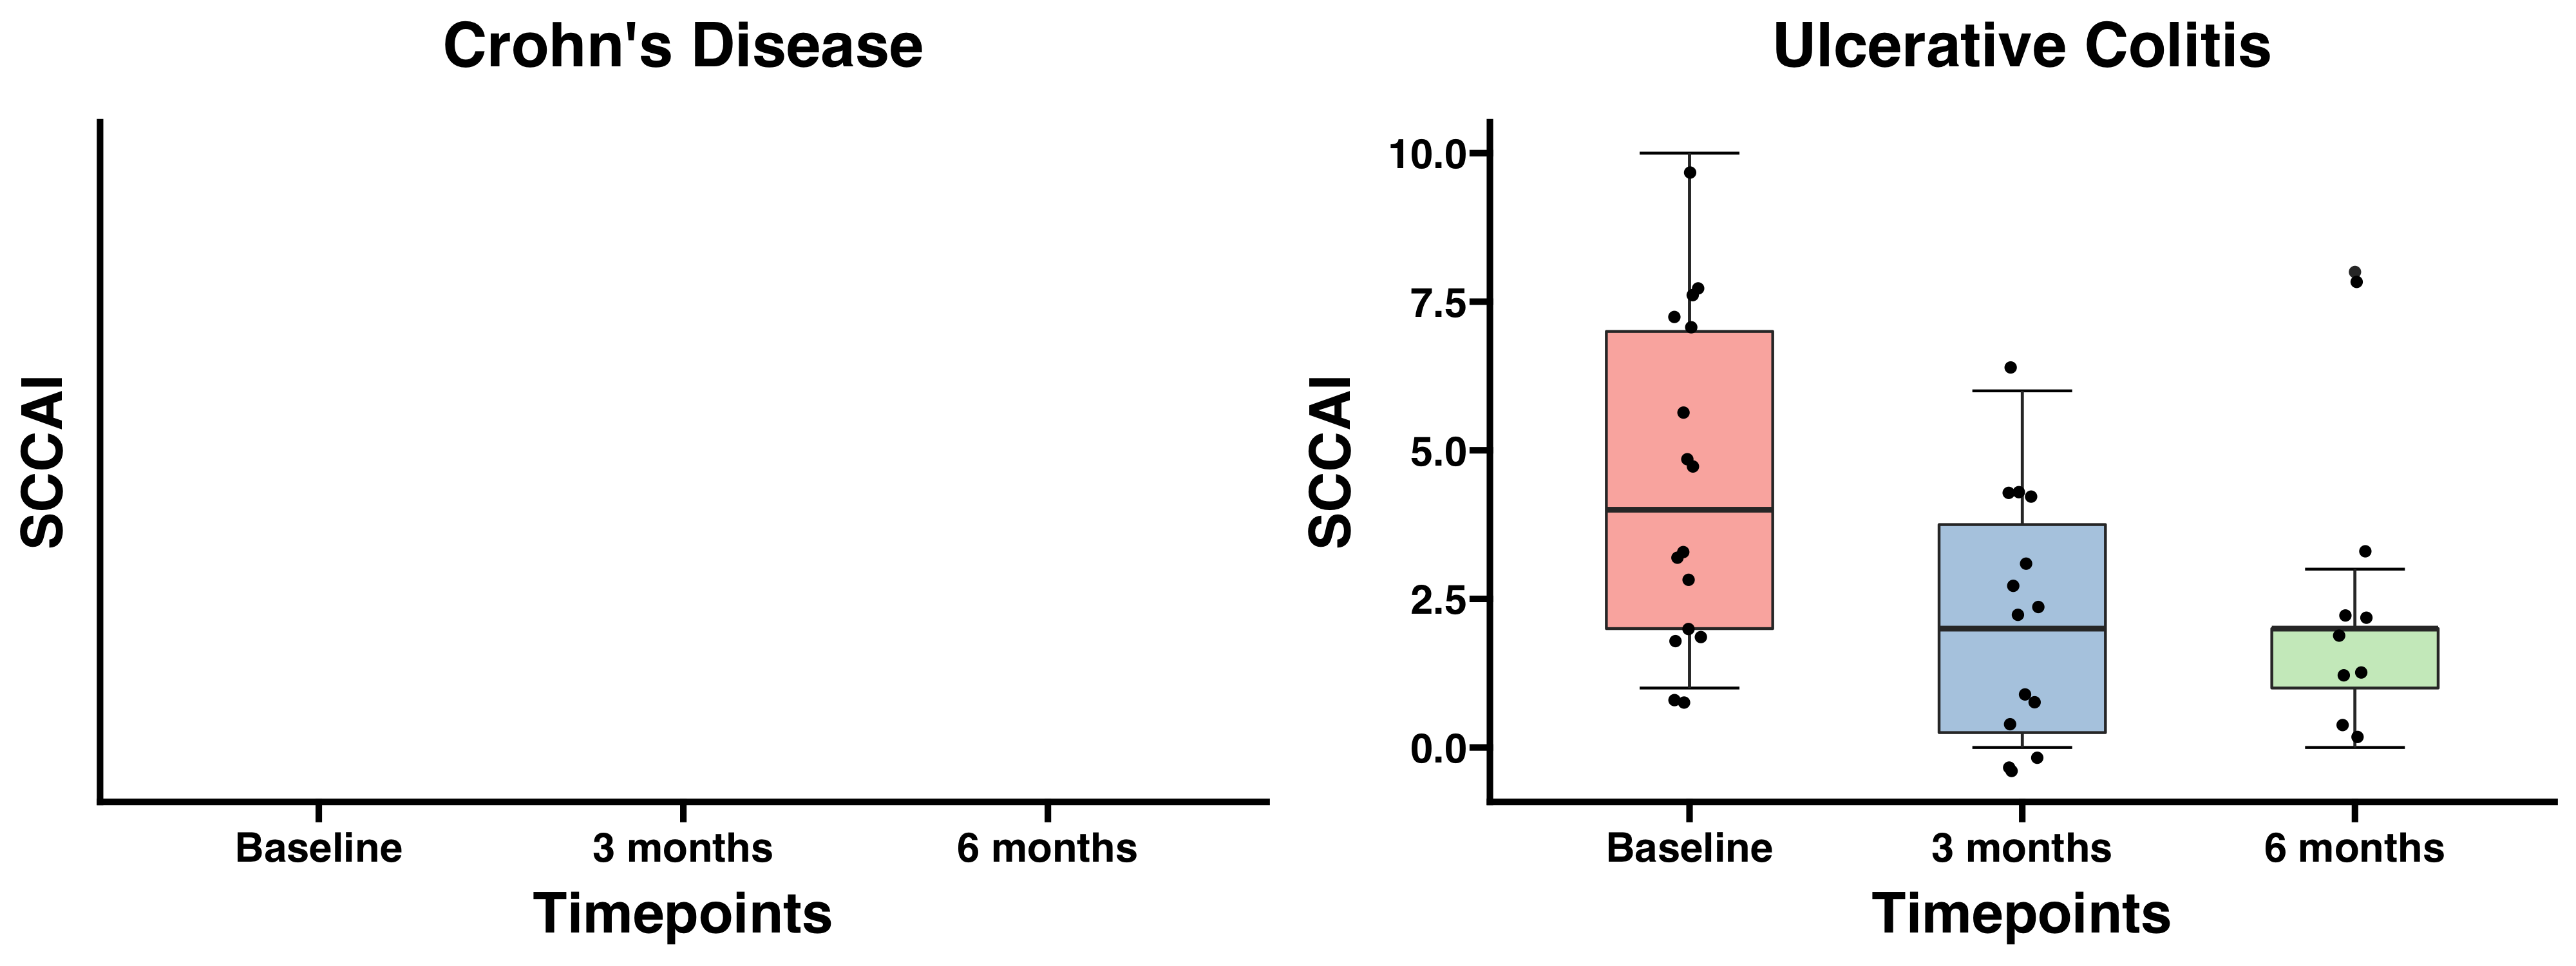 Crohn's Disease
SCCAI
Baseline
3 months
6 months
Timepoints
Ulcerative Colitis
SCCAI
10.0
7.5
5.0
2.5
0.0
Baseline
3 months
6 months
Timepoints